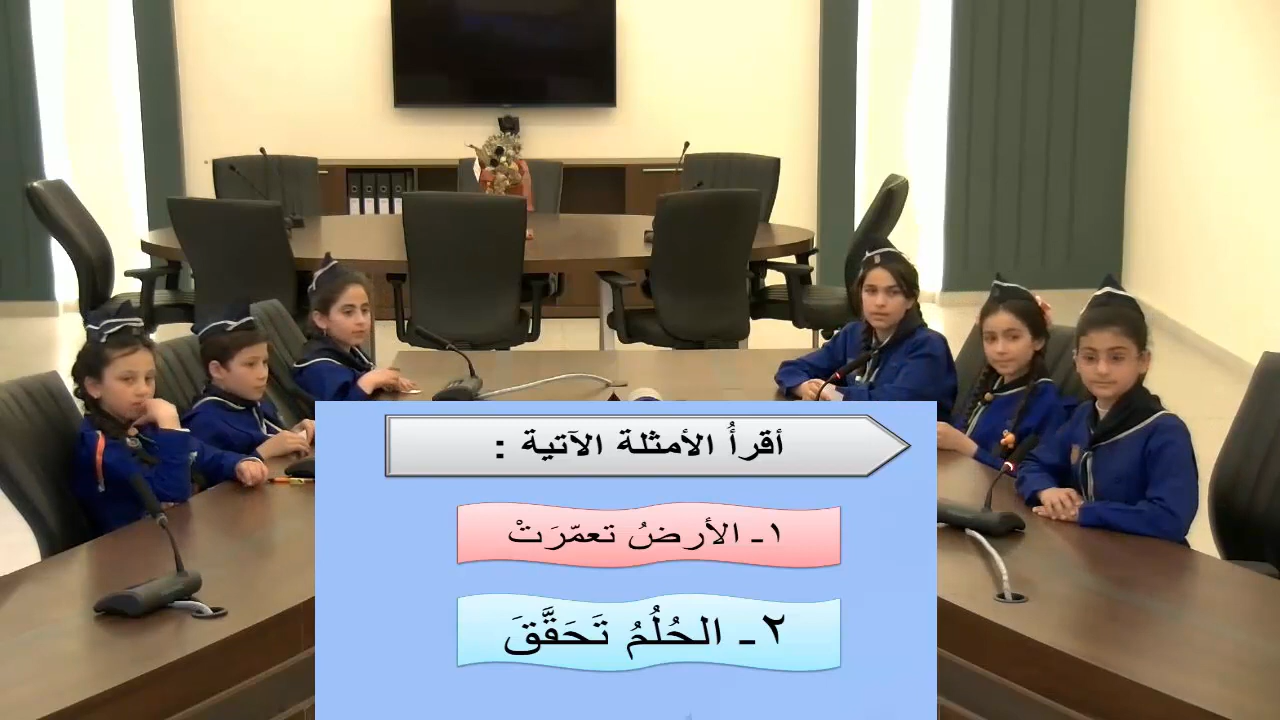 أقرأُ الأمثلة الآتية :
١ـ الأرضُ تعمّرَتْ
٢ـ الحُلُمُ تَحَقَّقَ